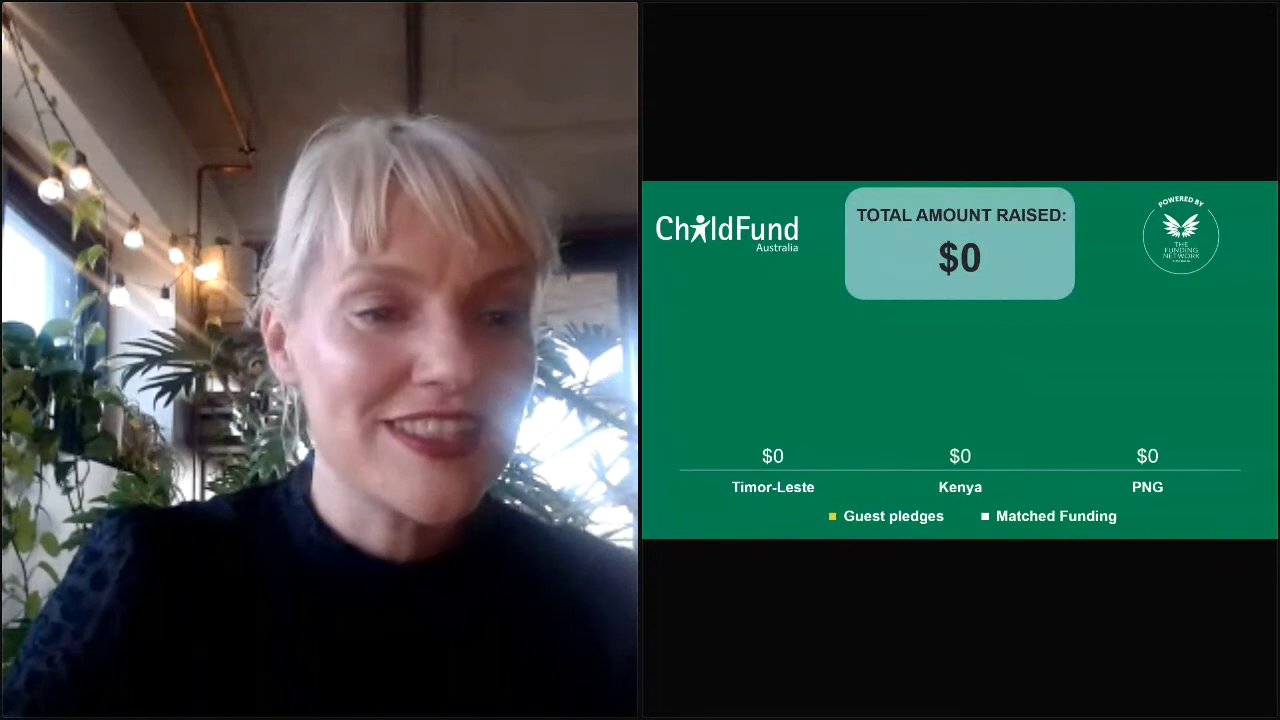 ChildFund
Australia
TOTAL AMOUNT RAISED:
$0
POWERED BY
THE
FUNDING
NETWORK
$0
$0
$0
Timor-Leste
Kenya
PNG
Guest pledges
Matched Funding